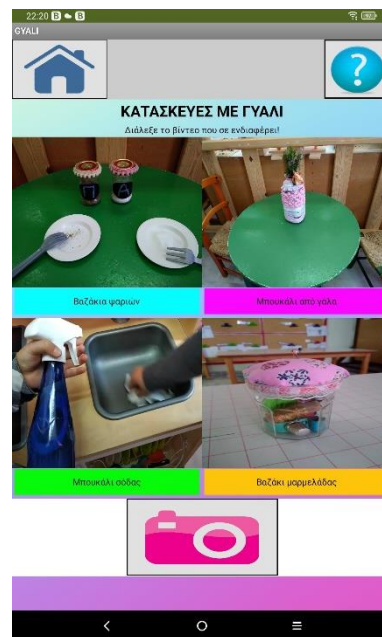 22:20
GYALI
?
ΚΑΤΑΣΚΕΥΕΣ ΜΕ ΓΥΑΛΙ
Διάλεξε το βίντεο που σε ενδιαφέρει!
Π Α
Βαζάκια ψαριών
Μπουκάλι από γάλα
Μπουκάλι σόδας
Βαζάκι μαρμελάδας